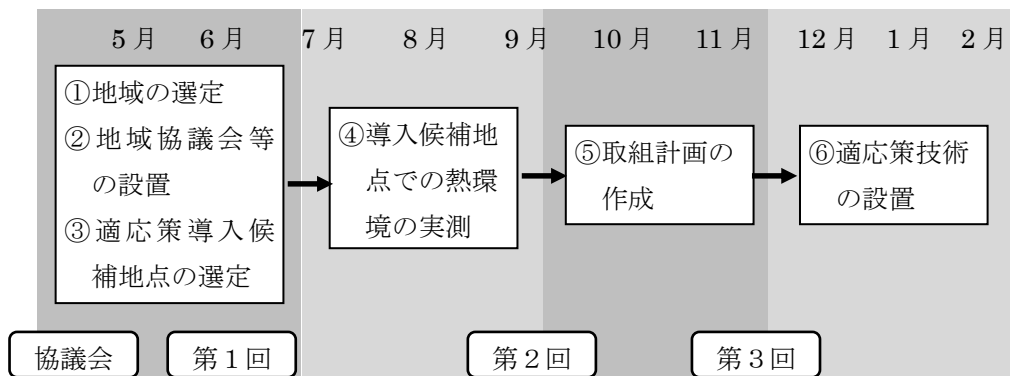 5月 6月 7月 8月 9月 10月 11月 12月 1月 2月
①地域の選定
②地域協議会等
の設置
③適応策導入候
補地点の選定
④導入候補地
点での熱環
境の実測
⑤取組計画の
作成
⑥適応策技術
の設置
協議会 第1回 第2回 第3回